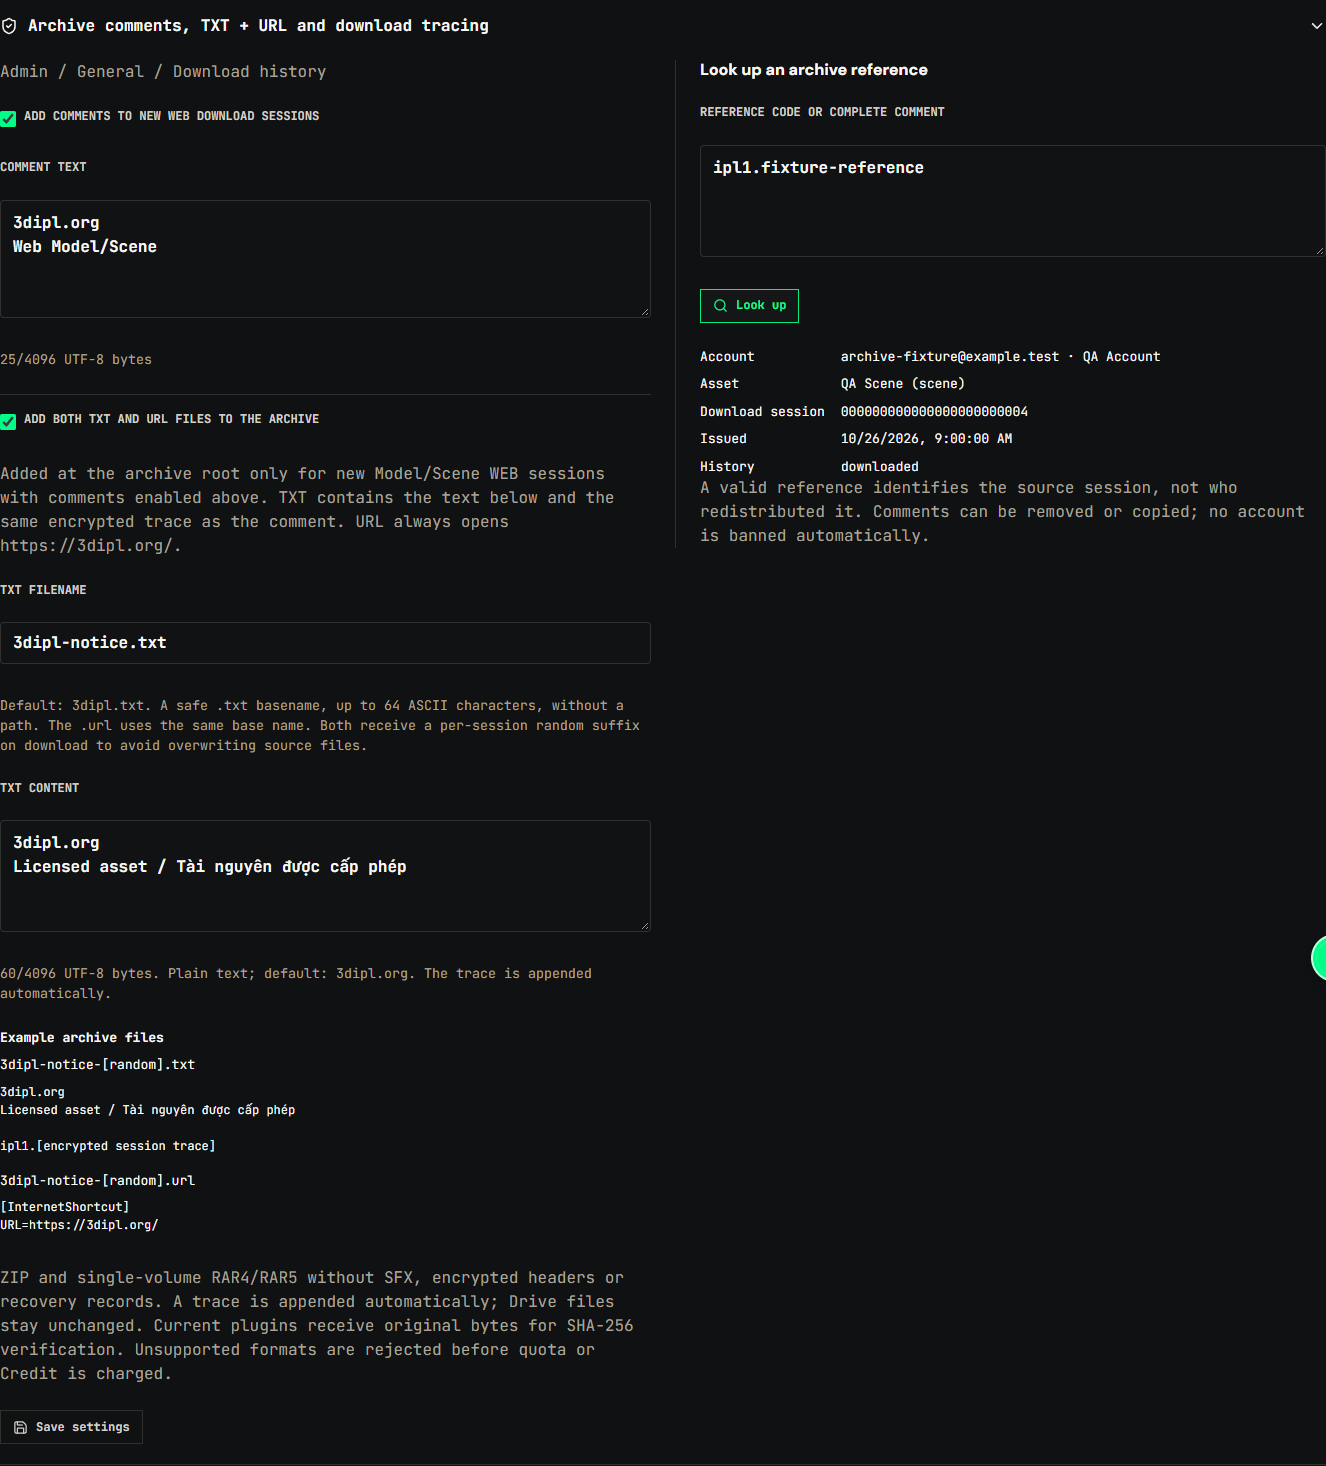 Archive comments, TXT + URL and download tracing
Admin / General / Download history
ADD COMMENTS TO NEW WEB DOWNLOAD SESSIONS
COMMENT TEXT
3dipl.org
Web Model/Scene
25/4096 UTF-8 bytes
ADD BOTH TXT AND URL FILES TO THE ARCHIVE
Added at the archive root only for new Model/Scene WEB sessions
with comments enabled above. TXT contains the text below and the
same encrypted trace as the comment. URL always opens
https://3dipl.org/.
TXT FILENAME
3dipl-notice.txt
Default: 3dipl.txt. A safe .txt basename, up to 64 ASCII characters, without a
path. The .url uses the same base name. Both receive a per-session random suffix
on download to avoid overwriting source files.
TXT CONTENT
3dipl.org
Licensed asset / Tài nguyên được cấp phép
60/4096 UTF-8 bytes. Plain text; default: 3dipl.org. The trace is appended
automatically.
Example archive files
3dipl-notice-[random].txt
3dipl.org
Licensed asset / Tài nguyên được cấp phép
ipl1.[encrypted session trace]
3dipl-notice-[random].url
[InternetShortcut]
URL=https://3dipl.org/
ZIP and single-volume RAR4/RAR5 without SFX, encrypted headers or
recovery records. A trace is appended automatically; Drive files
stay unchanged. Current plugins receive original bytes for SHA-256
verification. Unsupported formats are rejected before quota or
Credit is charged.
Save settings
Look up an archive reference
REFERENCE CODE OR COMPLETE COMMENT
ipl1.fixture-reference
Look up
Account archive-fixture@example.test · QA Account
Asset QA Scene (scene)
Download session 000000000000000000000004
Issued 10/26/2026, 9:00:00 AM
History downloaded
A valid reference identifies the source session, not who
redistributed it. Comments can be removed or copied; no account
is banned automatically.